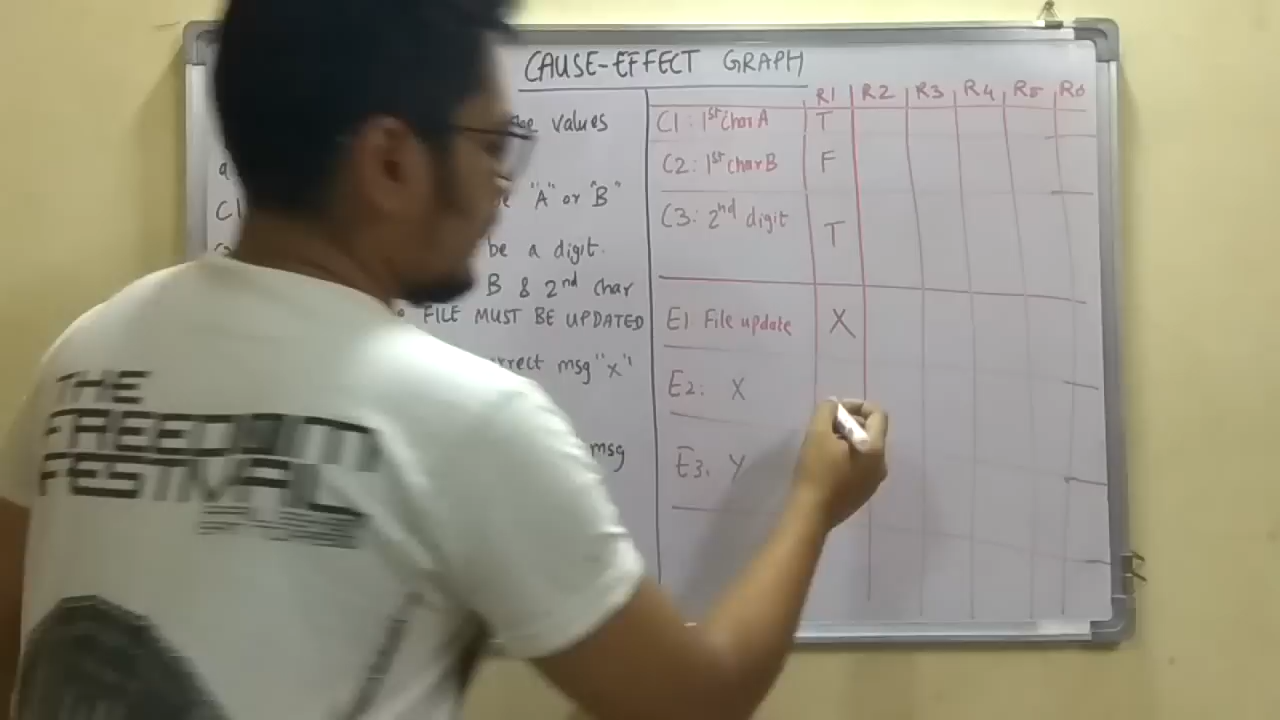 CAUSE-EFFECT GRAPH
values
a
"A" or "B"
C1
be a digit.
B & 2nd char
FILE MUST BE UPDATED
msg "x"
msg
R1 R2 R3 R4 R5 R6
C1: 1st Char A T
C2: 1st char B F
C3: 2nd digit T
E1. File update X
E2: X
E3. Y
THE
FREEDOM
FESTIVAL